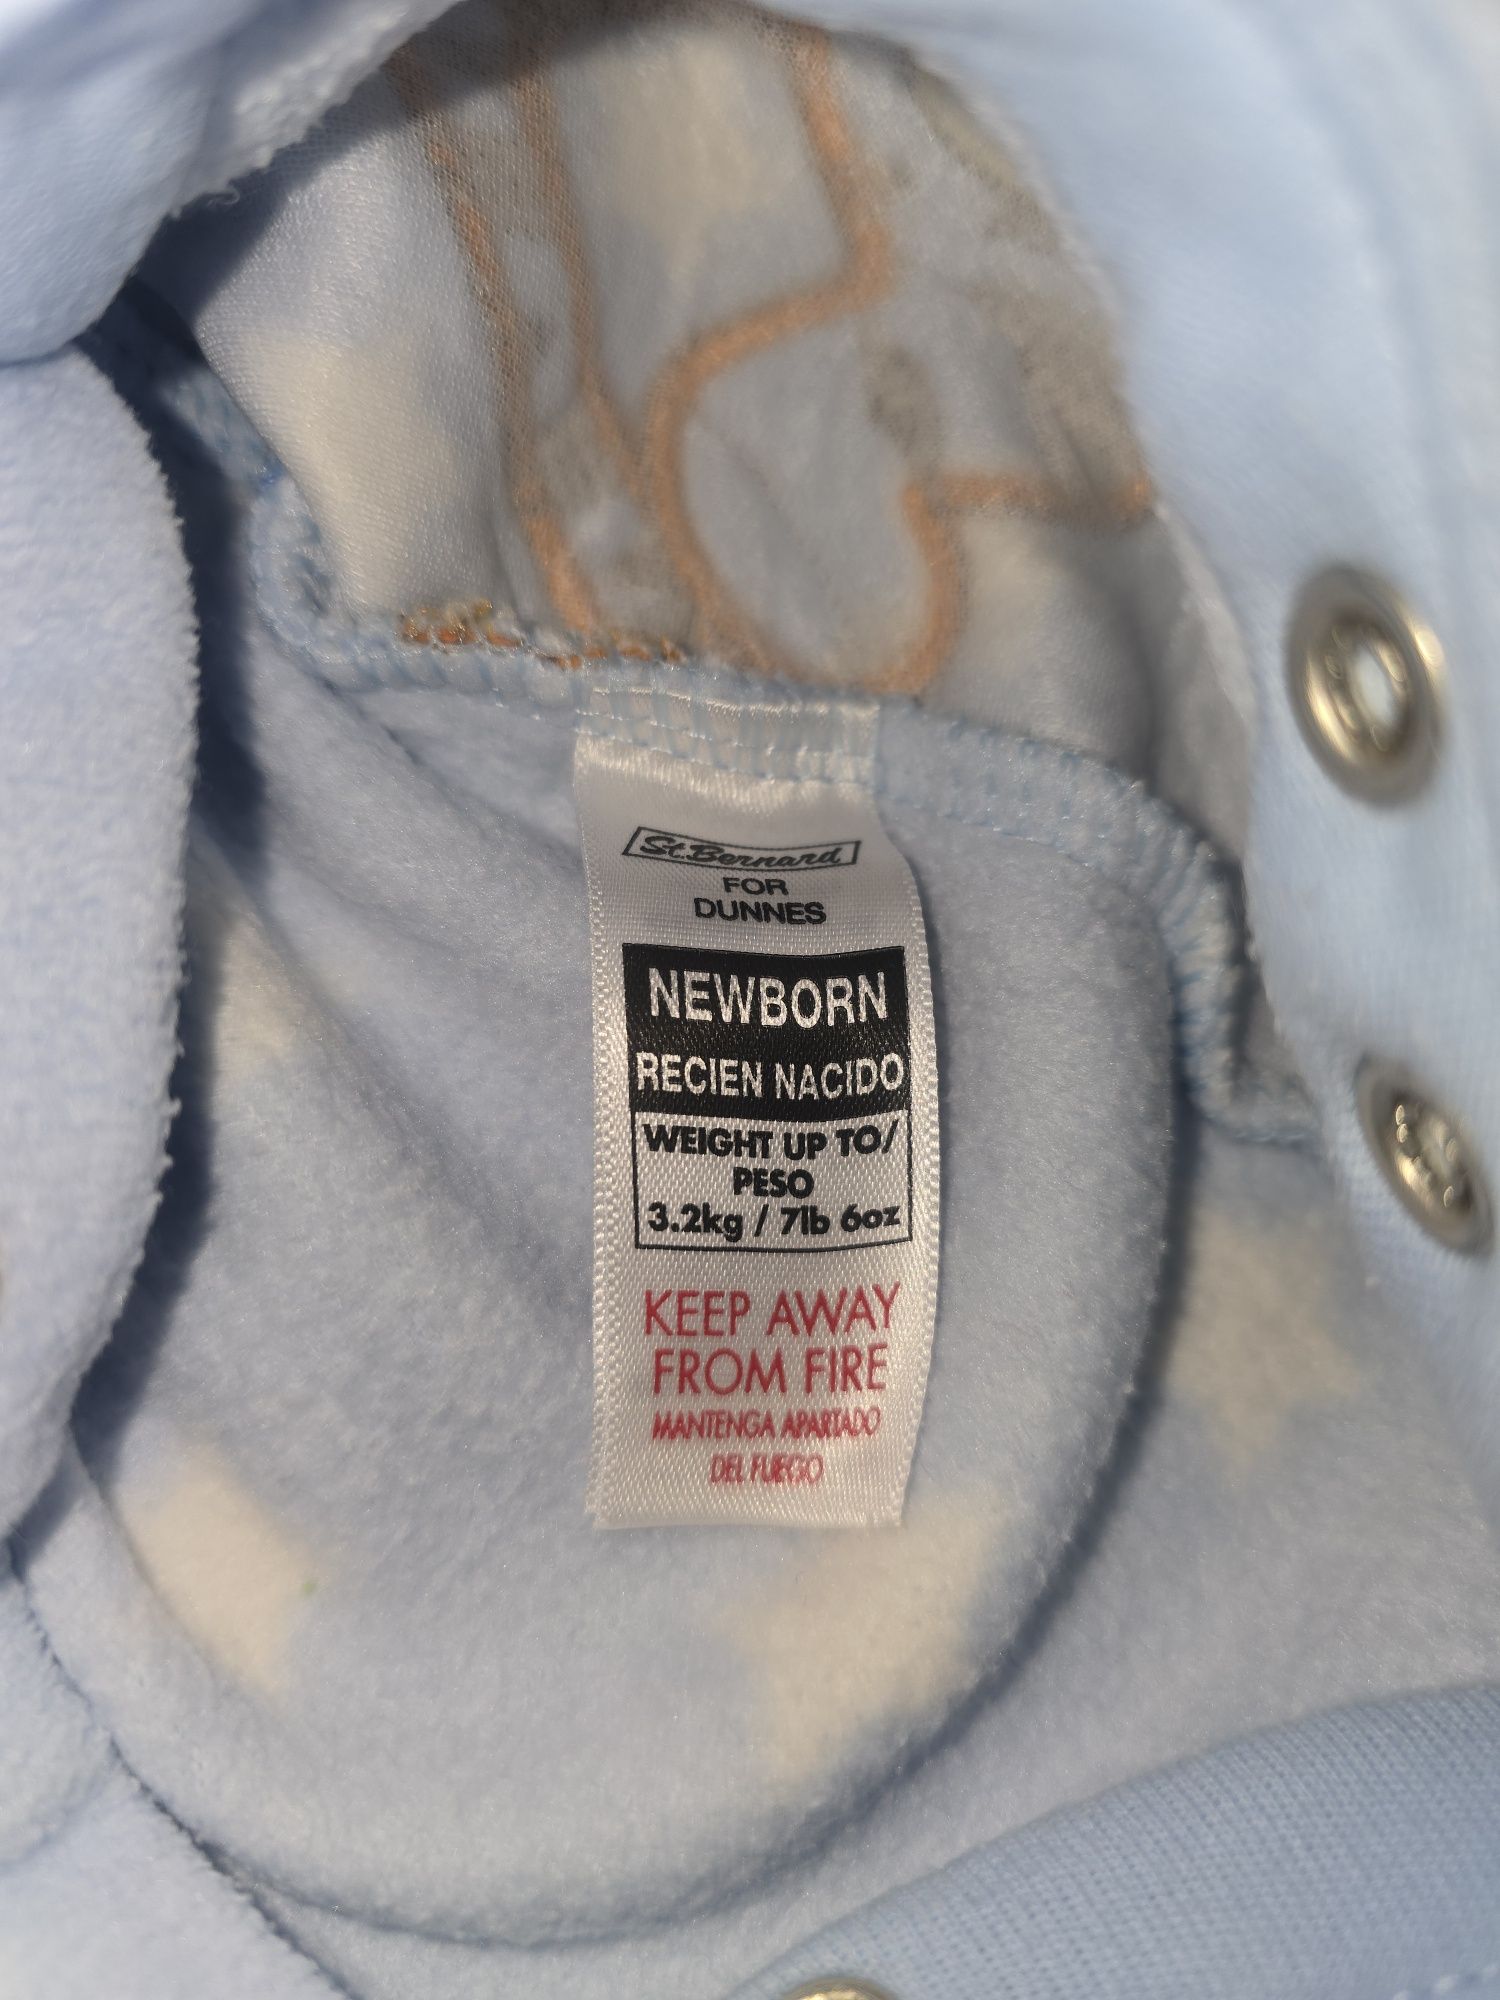 St. Bernard
FOR
DUNNES
NEWBORN
RECIEN NACIDO
WEIGHT UP TO/
PESO
3.2kg / 7lb 6oz
KEEP AWAY
FROM FIRE
MANTENGA APARTADO
DEL FUEGO